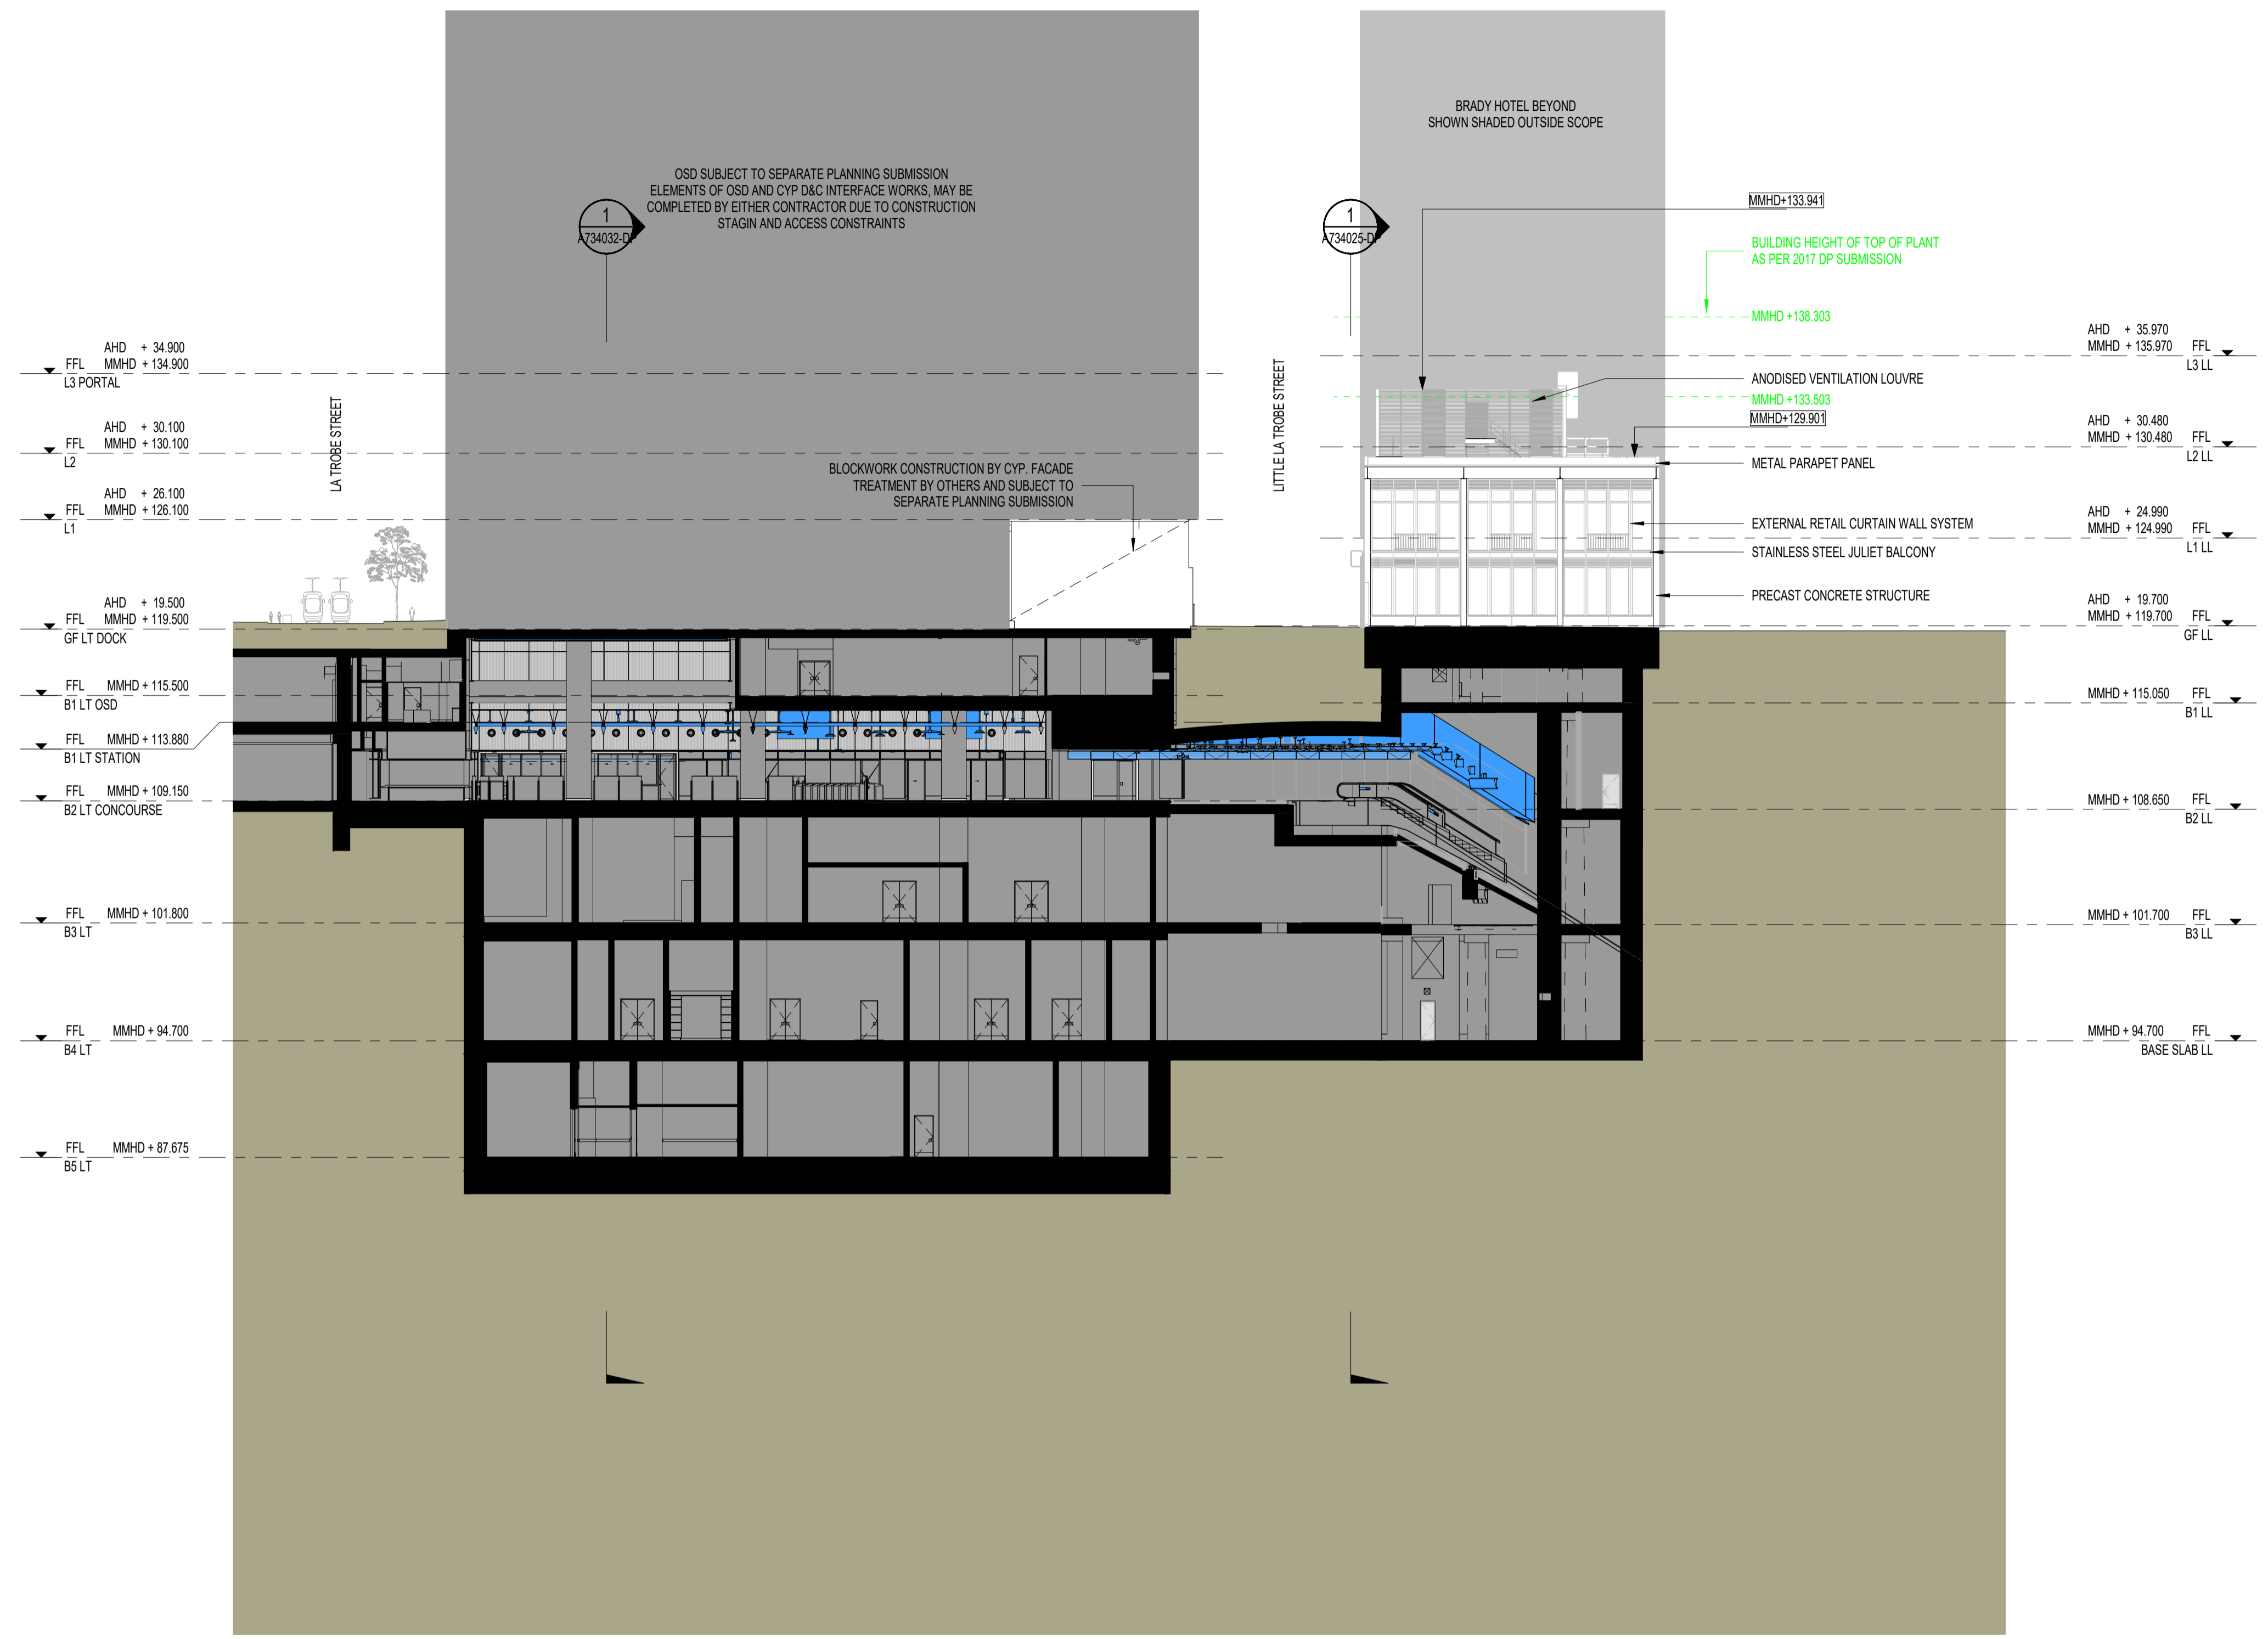 BRADY HOTEL BEYOND
SHOWN SHADED OUTSIDE SCOPE
OSD SUBJECT TO SEPARATE PLANNING SUBMISSION
ELEMENTS OF OSD AND CYP D&C INTERFACE WORKS, MAY BE
COMPLETED BY EITHER CONTRACTOR DUE TO CONSTRUCTION
STAGIN AND ACCESS CONSTRAINTS
1
A734032-DP
1
A734025-DP
MMHD+133.941
BUILDING HEIGHT OF TOP OF PLANT
AS PER 2017 DP SUBMISSION
MMHD +138.303
ANODISED VENTILATION LOUVRE
MMHD +133.503
MMHD+129.901
METAL PARAPET PANEL
EXTERNAL RETAIL CURTAIN WALL SYSTEM
STAINLESS STEEL JULIET BALCONY
PRECAST CONCRETE STRUCTURE
LA TROBE STREET
LITTLE LA TROBE STREET
BLOCKWORK CONSTRUCTION BY CYP. FACADE
TREATMENT BY OTHERS AND SUBJECT TO
SEPARATE PLANNING SUBMISSION
AHD + 34.900
FFL MMHD + 134.900
L3 PORTAL
AHD + 30.100
FFL MMHD + 130.100
L2
AHD + 26.100
FFL MMHD + 126.100
L1
AHD + 19.500
FFL MMHD + 119.500
GF LT DOCK
FFL MMHD + 115.500
B1 LT OSD
FFL MMHD + 113.880
B1 LT STATION
FFL MMHD + 109.150
B2 LT CONCOURSE
FFL MMHD + 101.800
B3 LT
FFL MMHD + 94.700
B4 LT
FFL MMHD + 87.675
B5 LT
AHD + 35.970
MMHD + 135.970 FFL
L3 LL
AHD + 30.480
MMHD + 130.480 FFL
L2 LL
AHD + 24.990
MMHD + 124.990 FFL
L1 LL
AHD + 19.700
MMHD + 119.700 FFL
GF LL
MMHD + 115.050 FFL
B1 LL
MMHD + 108.650 FFL
B2 LL
MMHD + 101.700 FFL
B3 LL
MMHD + 94.700 FFL
BASE SLAB LL